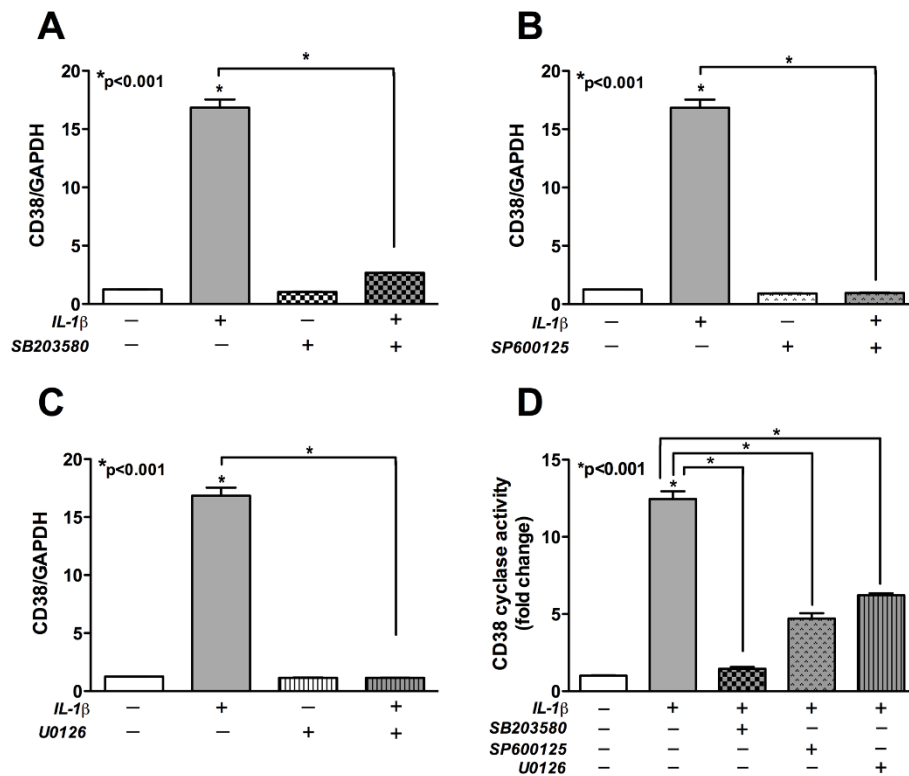 A
*p<0.001
*
*
CD38/GAPDH
20
15
10
5
0
IL-1β – + – +
SB203580 – – + +
B
*p<0.001
*
*
CD38/GAPDH
20
15
10
5
0
IL-1β – + – +
SP600125 – – + +
C
*p<0.001
*
*
CD38/GAPDH
20
15
10
5
0
IL-1β – + – +
U0126 – – + +
D
*p<0.001
*
*
*
*
CD38 cyclase activity
(fold change)
15
10
5
0
IL-1β – + + + +
SB203580 – – + – –
SP600125 – – – + –
U0126 – – – – +